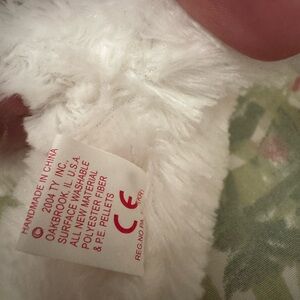 HANDMADE IN CHINA
© 2004 TY INC.,
OAKBROOK, IL U.S.A.
SURFACE WASHABLE
ALL NEW MATERIAL
POLYESTER FIBER
& P.E. PELLETS
CE
REG.NO PA.